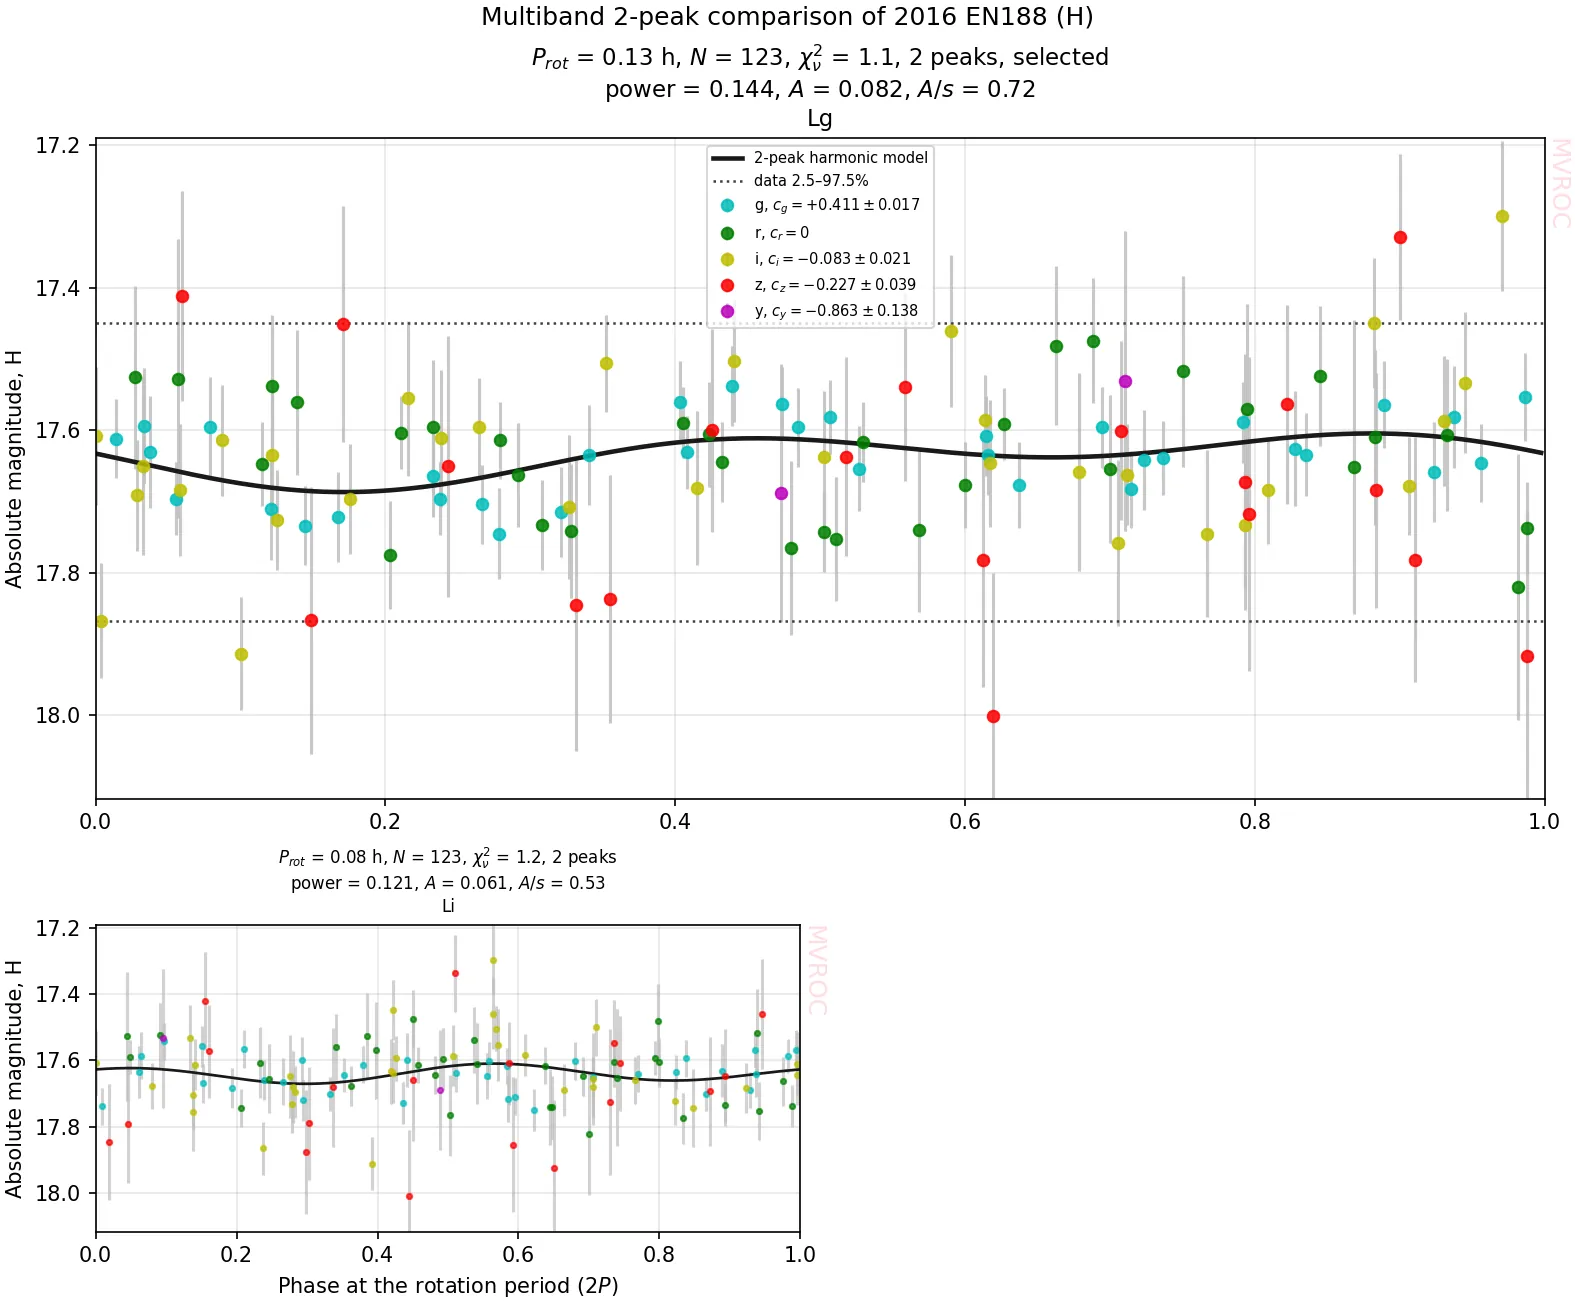 Multiband 2-peak comparison of 2016 EN188 (H)
P_rot = 0.13 h, N = 123, χ²_ν = 1.1, 2 peaks, selected
power = 0.144, A = 0.082, A/s = 0.72
Lg
17.2
17.4
17.6
17.8
18.0
Absolute magnitude, H
2-peak harmonic model
data 2.5–97.5%
g, c_g = +0.411 ± 0.017
r, c_r = 0
i, c_i = −0.083 ± 0.021
z, c_z = −0.227 ± 0.039
y, c_y = −0.863 ± 0.138
MVROC
0.0 0.2 0.4 0.6 0.8 1.0
P_rot = 0.08 h, N = 123, χ²_ν = 1.2, 2 peaks
power = 0.121, A = 0.061, A/s = 0.53
Li
17.2
17.4
17.6
17.8
18.0
Absolute magnitude, H
MVROC
0.0 0.2 0.4 0.6 0.8 1.0
Phase at the rotation period (2P)